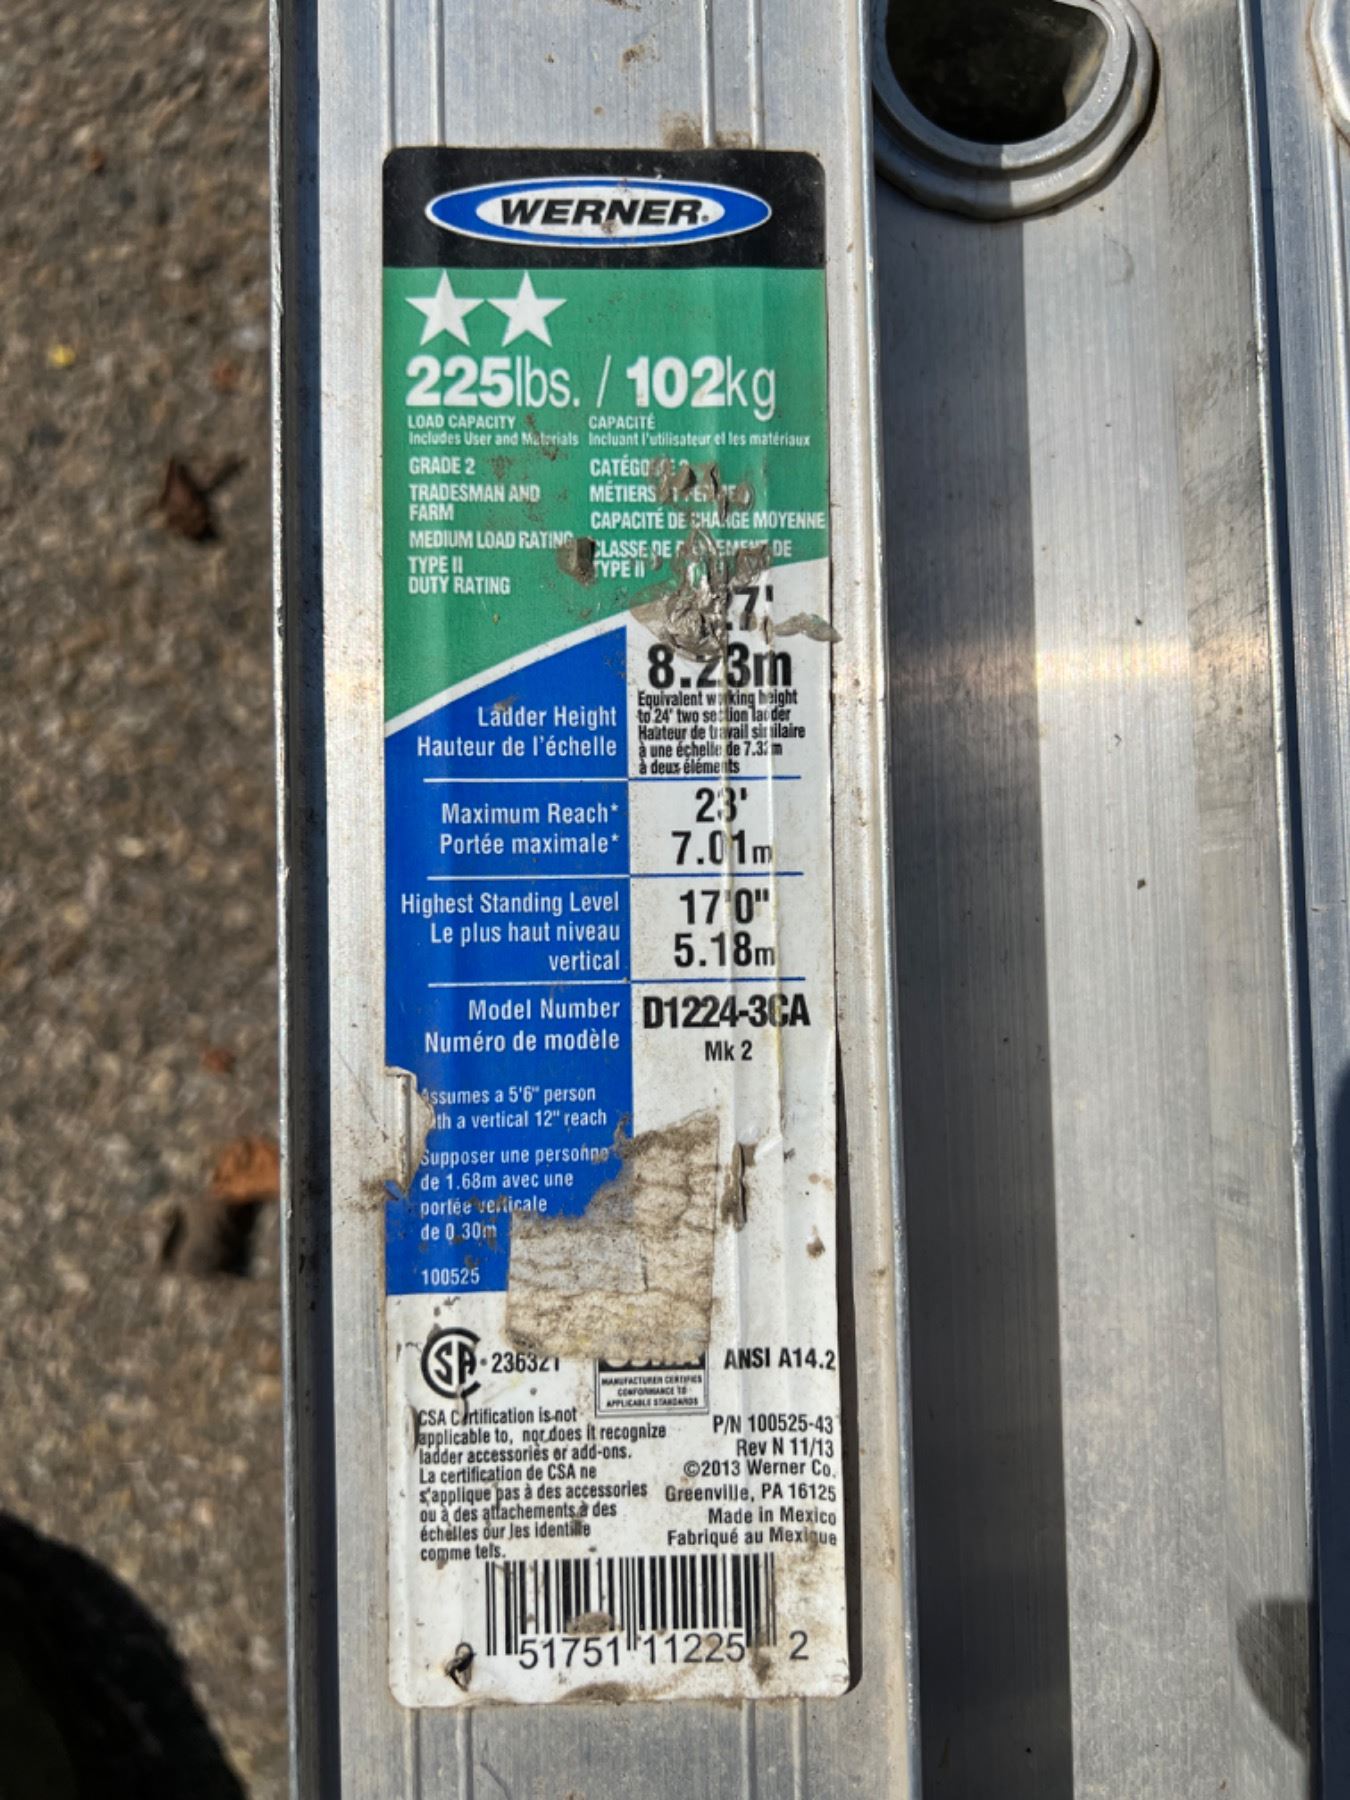 WERNER
225lbs. / 102kg
LOAD CAPACITY
Includes User and Materials
CAPACITÉ
Incluant l'utilisateur et les matériaux
GRADE 2
TRADESMAN AND
FARM
MEDIUM LOAD RATING
TYPE II
DUTY RATING
MÉTIERS
CAPACITÉ DE CHARGE MOYENNE
CLASSE DE DE
TYPE II
27'
8.23m
Equivalent working height
to 24' two section ladder
Hauteur de travail similaire
à une échelle de 7.32m
à deux éléments
Ladder Height
Hauteur de l'échelle
Maximum Reach*
Portée maximale*
23'
7.01m
Highest Standing Level
Le plus haut niveau
vertical
17'0"
5.18m
Model Number
Numéro de modèle
D1224-3CA
Mk 2
Assumes a 5'6" person
a vertical 12" reach
Supposer une personne
de 1.68m avec une
portée verticale
de 0.30m
100525
CSA 236321
MANUFACTURER CERTIFIES
CONFORMANCE TO
APPLICABLE STANDARDS
ANSI A14.2
CSA Certification is not
applicable to, nor does it recognize
ladder accessories or add-ons.
La certification de CSA ne
s'applique pas à des accessories
ou à des attachements à des
échelles our les identifie
comme tels.
P/N 100525-43
Rev N 11/13
©2013 Werner Co.
Greenville, PA 16125
Made in Mexico
Fabriqué au Mexique
51751 11225 2